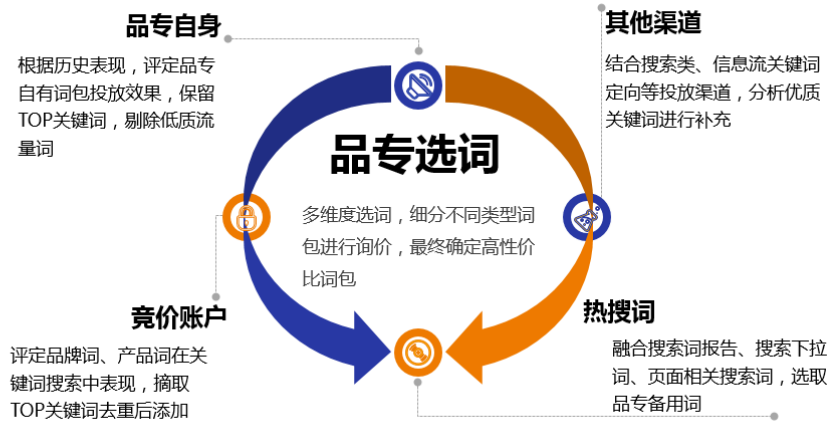 品专自身
根据历史表现，评定品专
自有词包投放效果，保留
TOP关键词，剔除低质流
量词
其他渠道
结合搜索类、信息流关键词
定向等投放渠道，分析优质
关键词进行补充
品专选词
多维度选词，细分不同类型词
包进行询价，最终确定高性价
比词包
竞价账户
评定品牌词、产品词在关
键词搜索中表现，摘取
TOP关键词去重后添加
热搜词
融合搜索词报告、搜索下拉
词、页面相关搜索词，选取
品专备用词